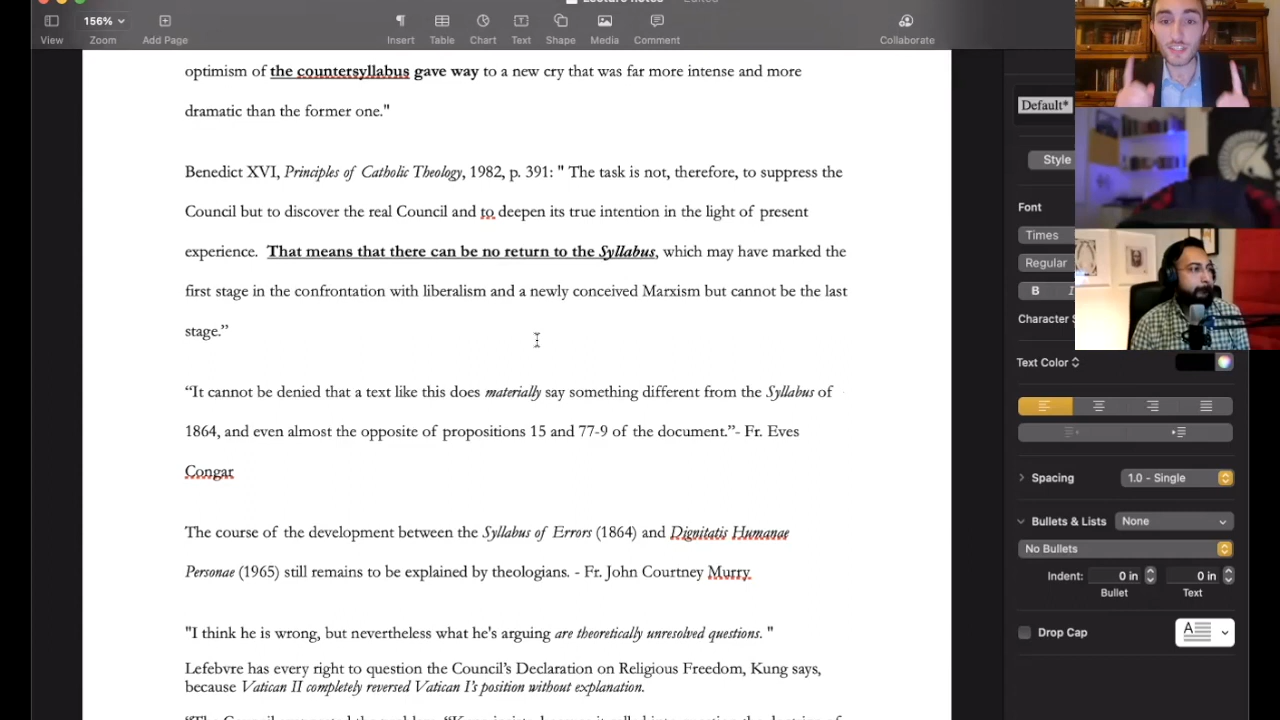 Edited
156%
View
Zoom
Add Page
Insert
Table
Chart
Text
Shape
Media
Comment
Collaborate
optimism of the countersyllabus gave way to a new cry that was far more intense and more
dramatic than the former one."
Benedict XVI, Principles of Catholic Theology, 1982, p. 391: " The task is not, therefore, to suppress the
Council but to discover the real Council and to deepen its true intention in the light of present
experience. That means that there can be no return to the Syllabus, which may have marked the
first stage in the confrontation with liberalism and a newly conceived Marxism but cannot be the last
stage.”
“It cannot be denied that a text like this does materially say something different from the Syllabus of
1864, and even almost the opposite of propositions 15 and 77-9 of the document.”- Fr. Eves
Congar
The course of the development between the Syllabus of Errors (1864) and Dignitatis Humanae
Personae (1965) still remains to be explained by theologians. - Fr. John Courtney Murry
"I think he is wrong, but nevertheless what he's arguing are theoretically unresolved questions. "
Lefebvre has every right to question the Council’s Declaration on Religious Freedom, Kung says,
because Vatican II completely reversed Vatican I’s position without explanation.
Default*
Style
Font
Times
Regular
B I
Character
Text Color
Spacing
1.0 - Single
Bullets & Lists
None
No Bullets
Indent:
0 in
0 in
Bullet
Text
Drop Cap
A